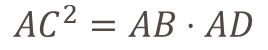 AC² = AB · AD